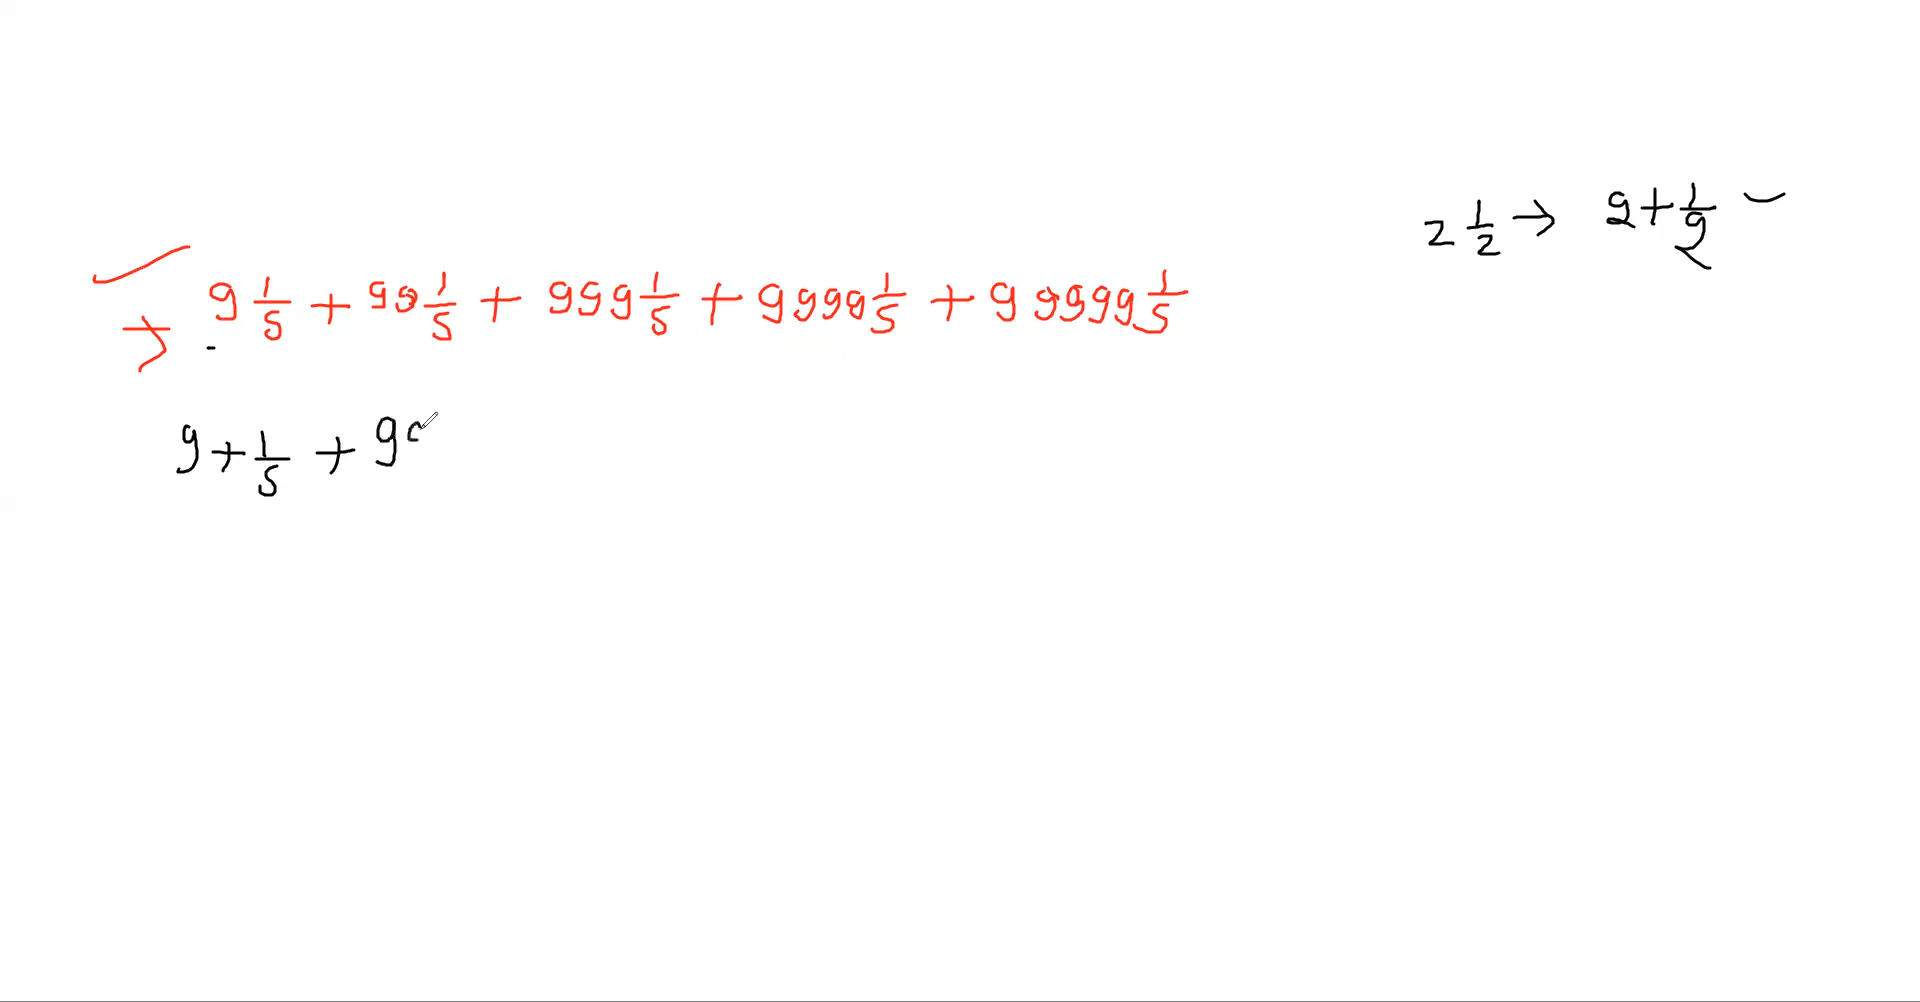 2 1/2 → 2 + 1/2
→ 9 1/5 + 99 1/5 + 999 1/5 + 9999 1/5 + 99999 1/5
9 + 1/5 + 99